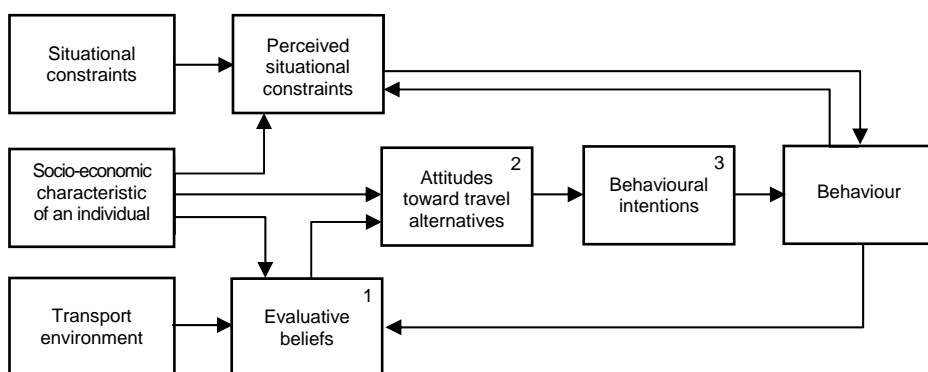 Situational
constraints
Perceived
situational
constraints
Socio-economic
characteristic
of an individual
2
Attitudes
toward travel
alternatives
3
Behavioural
intentions
Behaviour
Transport
environment
1
Evaluative
beliefs